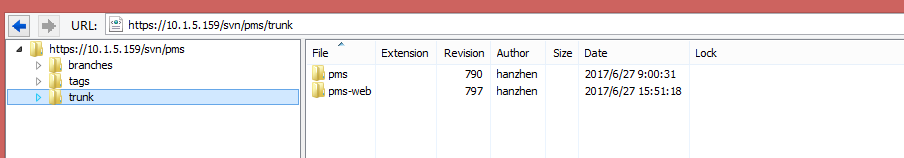 URL: https://10.1.5.159/svn/pms/trunk
https://10.1.5.159/svn/pms
branches
tags
trunk
File Extension Revision Author Size Date Lock
pms 790 hanzhen 2017/6/27 9:00:31
pms-web 797 hanzhen 2017/6/27 15:51:18